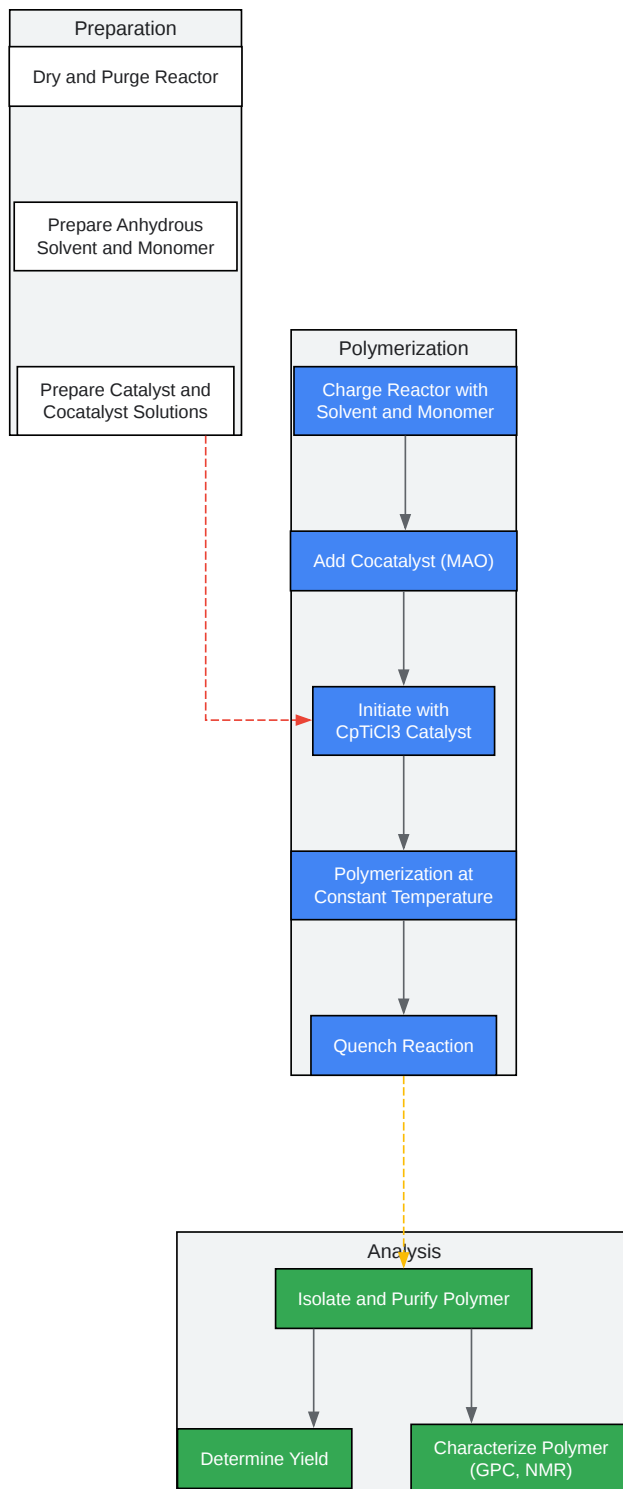 Preparation
Dry and Purge Reactor
Prepare Anhydrous
Solvent and Monomer
Prepare Catalyst and
Cocatalyst Solutions
Polymerization
Charge Reactor with
Solvent and Monomer
Add Cocatalyst (MAO)
Initiate with
CpTiCl3 Catalyst
Polymerization at
Constant Temperature
Quench Reaction
Analysis
Isolate and Purify Polymer
Determine Yield
Characterize Polymer
(GPC, NMR)